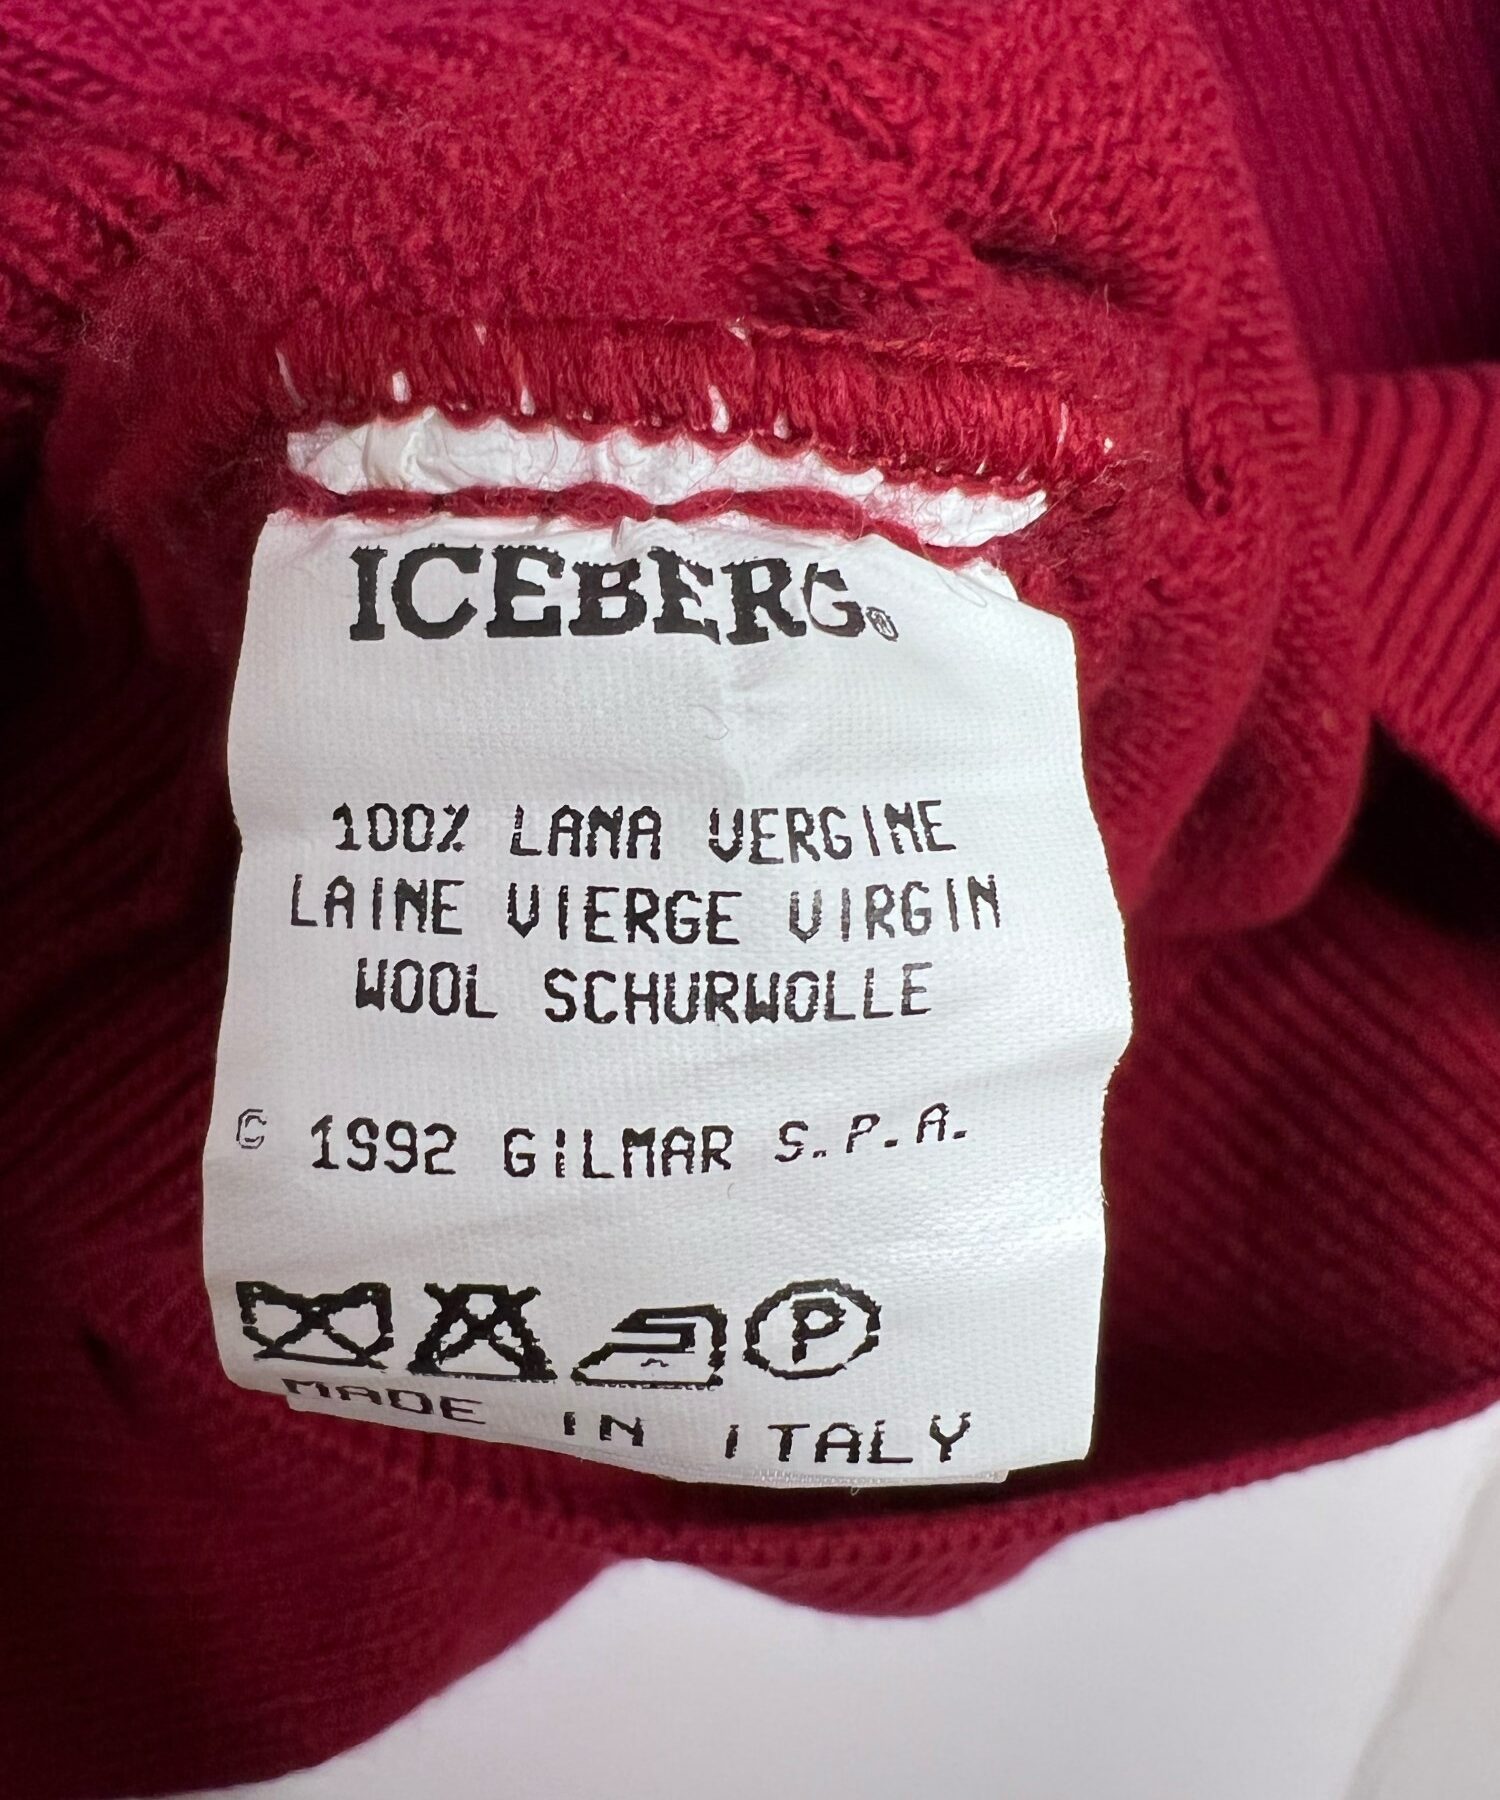 ICEBERG®
100% LANA VERGINE
LAINE VIERGE VIRGIN
WOOL SCHURWOLLE
© 1992 GILMAR S.P.A.
P
MADE IN ITALY